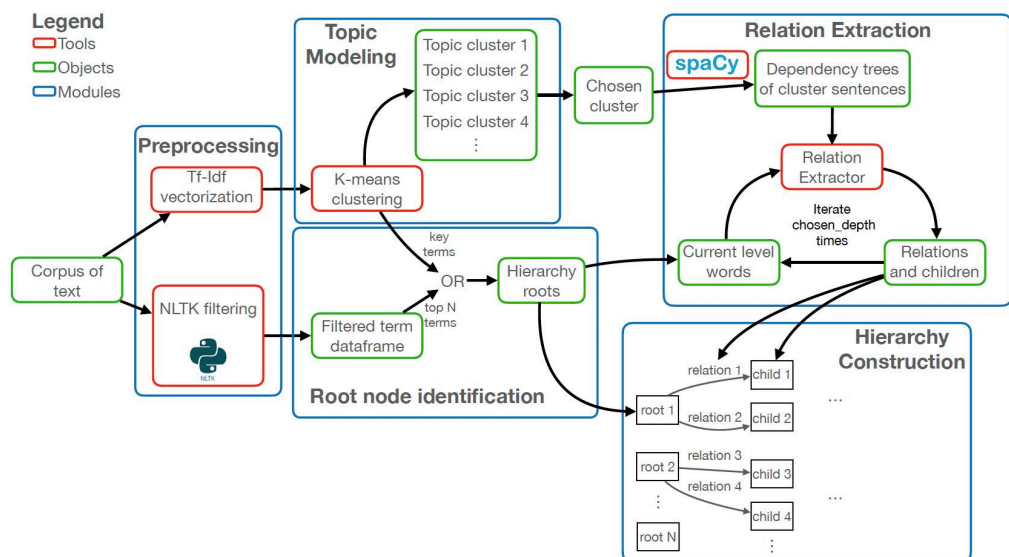 Legend
Tools
Objects
Modules
Preprocessing
Tf-Idf
vectorization
Corpus of
text
NLTK filtering
NLTK
Topic
Modeling
Topic cluster 1
Topic cluster 2
Topic cluster 3
Topic cluster 4
⋮
K-means
clustering
Chosen
cluster
key
terms
OR
top N
terms
Filtered term
dataframe
Hierarchy
roots
Root node identification
Relation Extraction
spaCy
Dependency trees
of cluster sentences
Relation
Extractor
Iterate
chosen_depth
times
Current level
words
Relations
and children
Hierarchy
Construction
relation 1
child 1
...
root 1
relation 2
child 2
relation 3
root 2
child 3
relation 4
...
⋮
child 4
root N
⋮